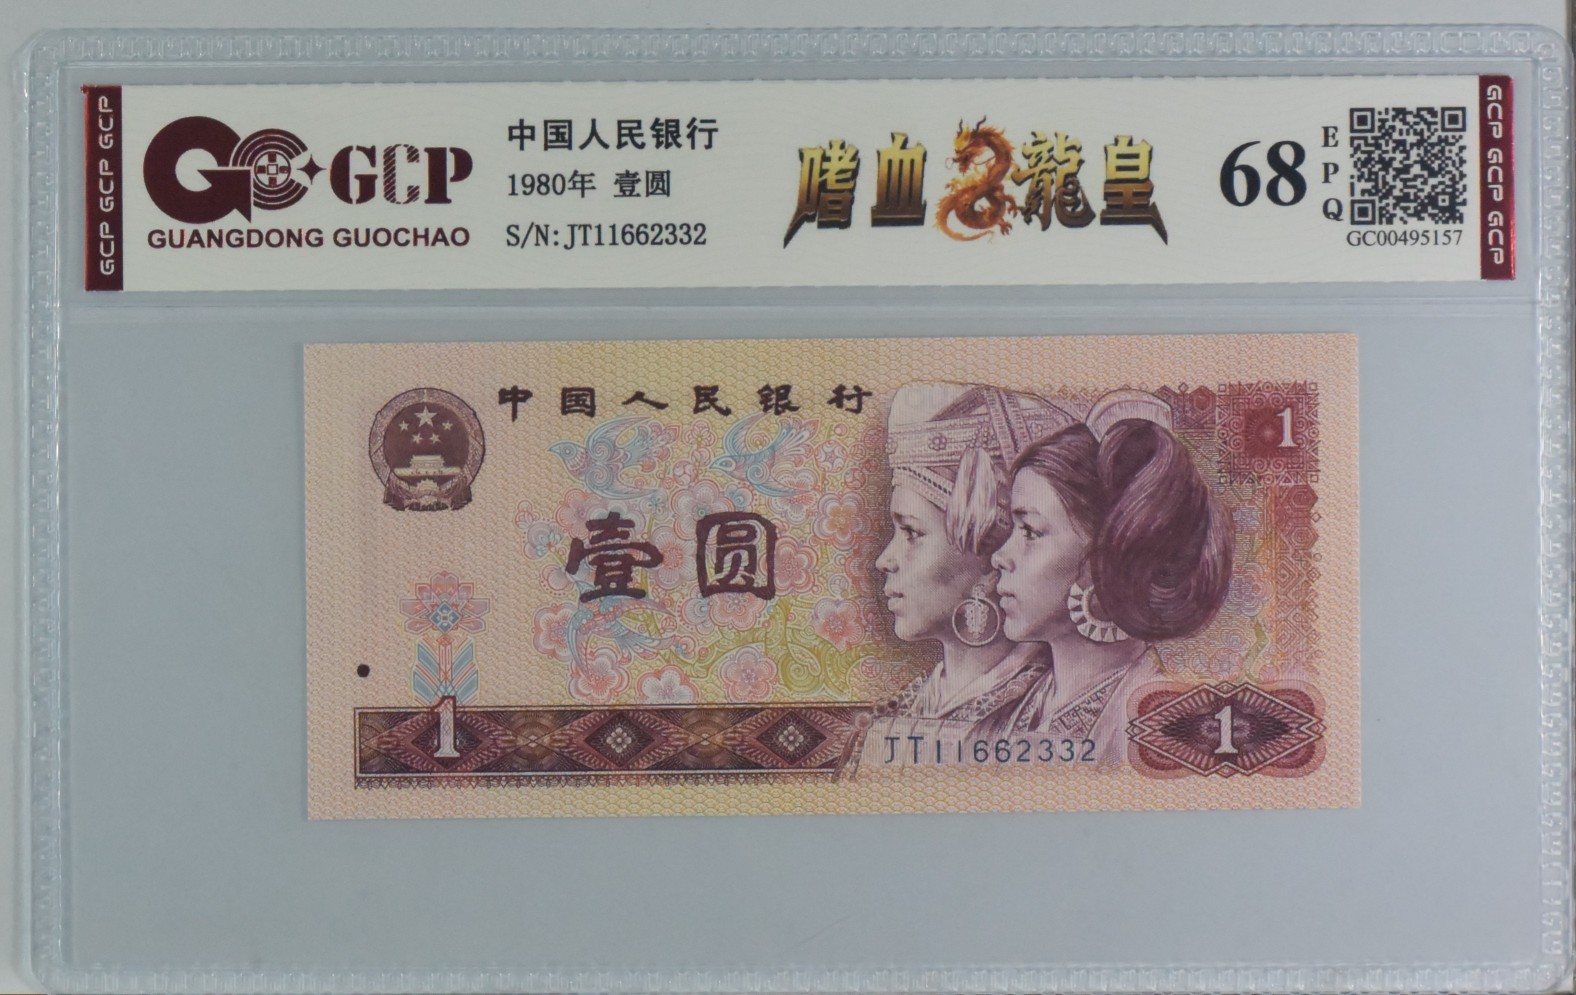 GCP GCP GCP
GCP
GUANGDONG GUOCHAO
中国人民银行
1980年 壹圆
S/N:JT11662332
嗜血龍皇
68
EPQ
GC00495157
GCP GCP GCP
中国人民银行
1
壹圆
1
JT11662332
1